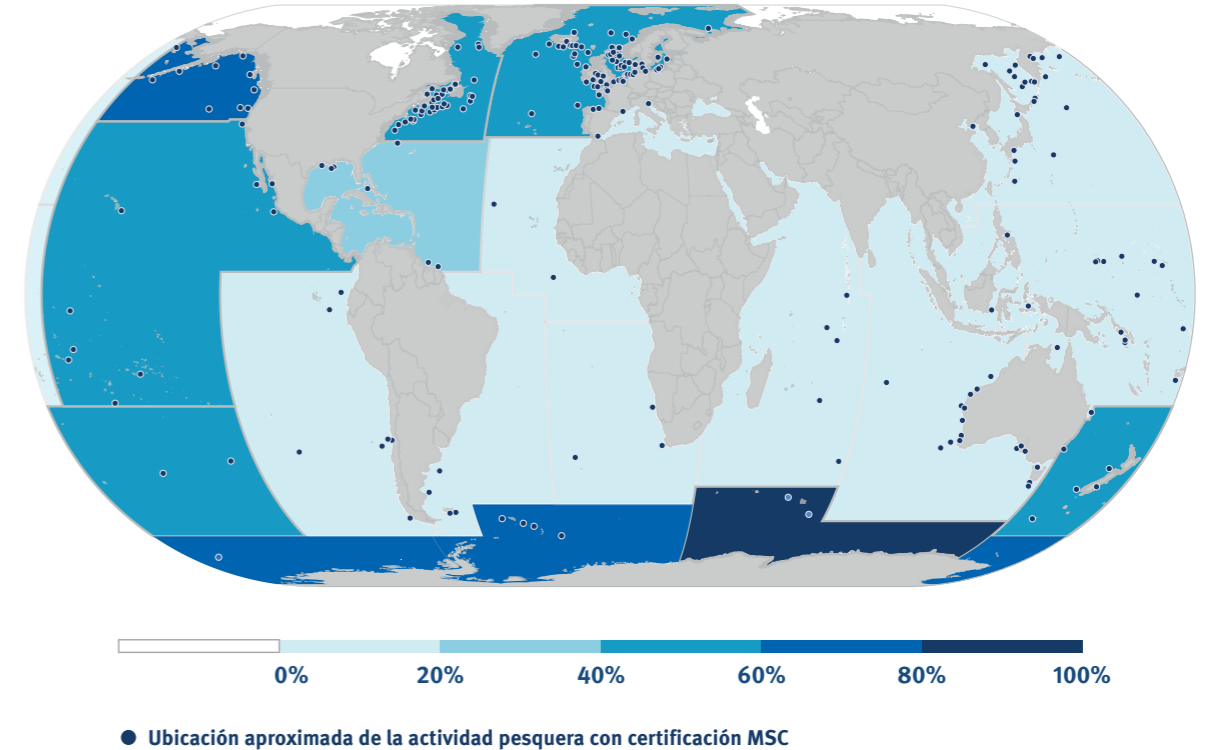 0% 20% 40% 60% 80% 100%
Ubicación aproximada de la actividad pesquera con certificación MSC